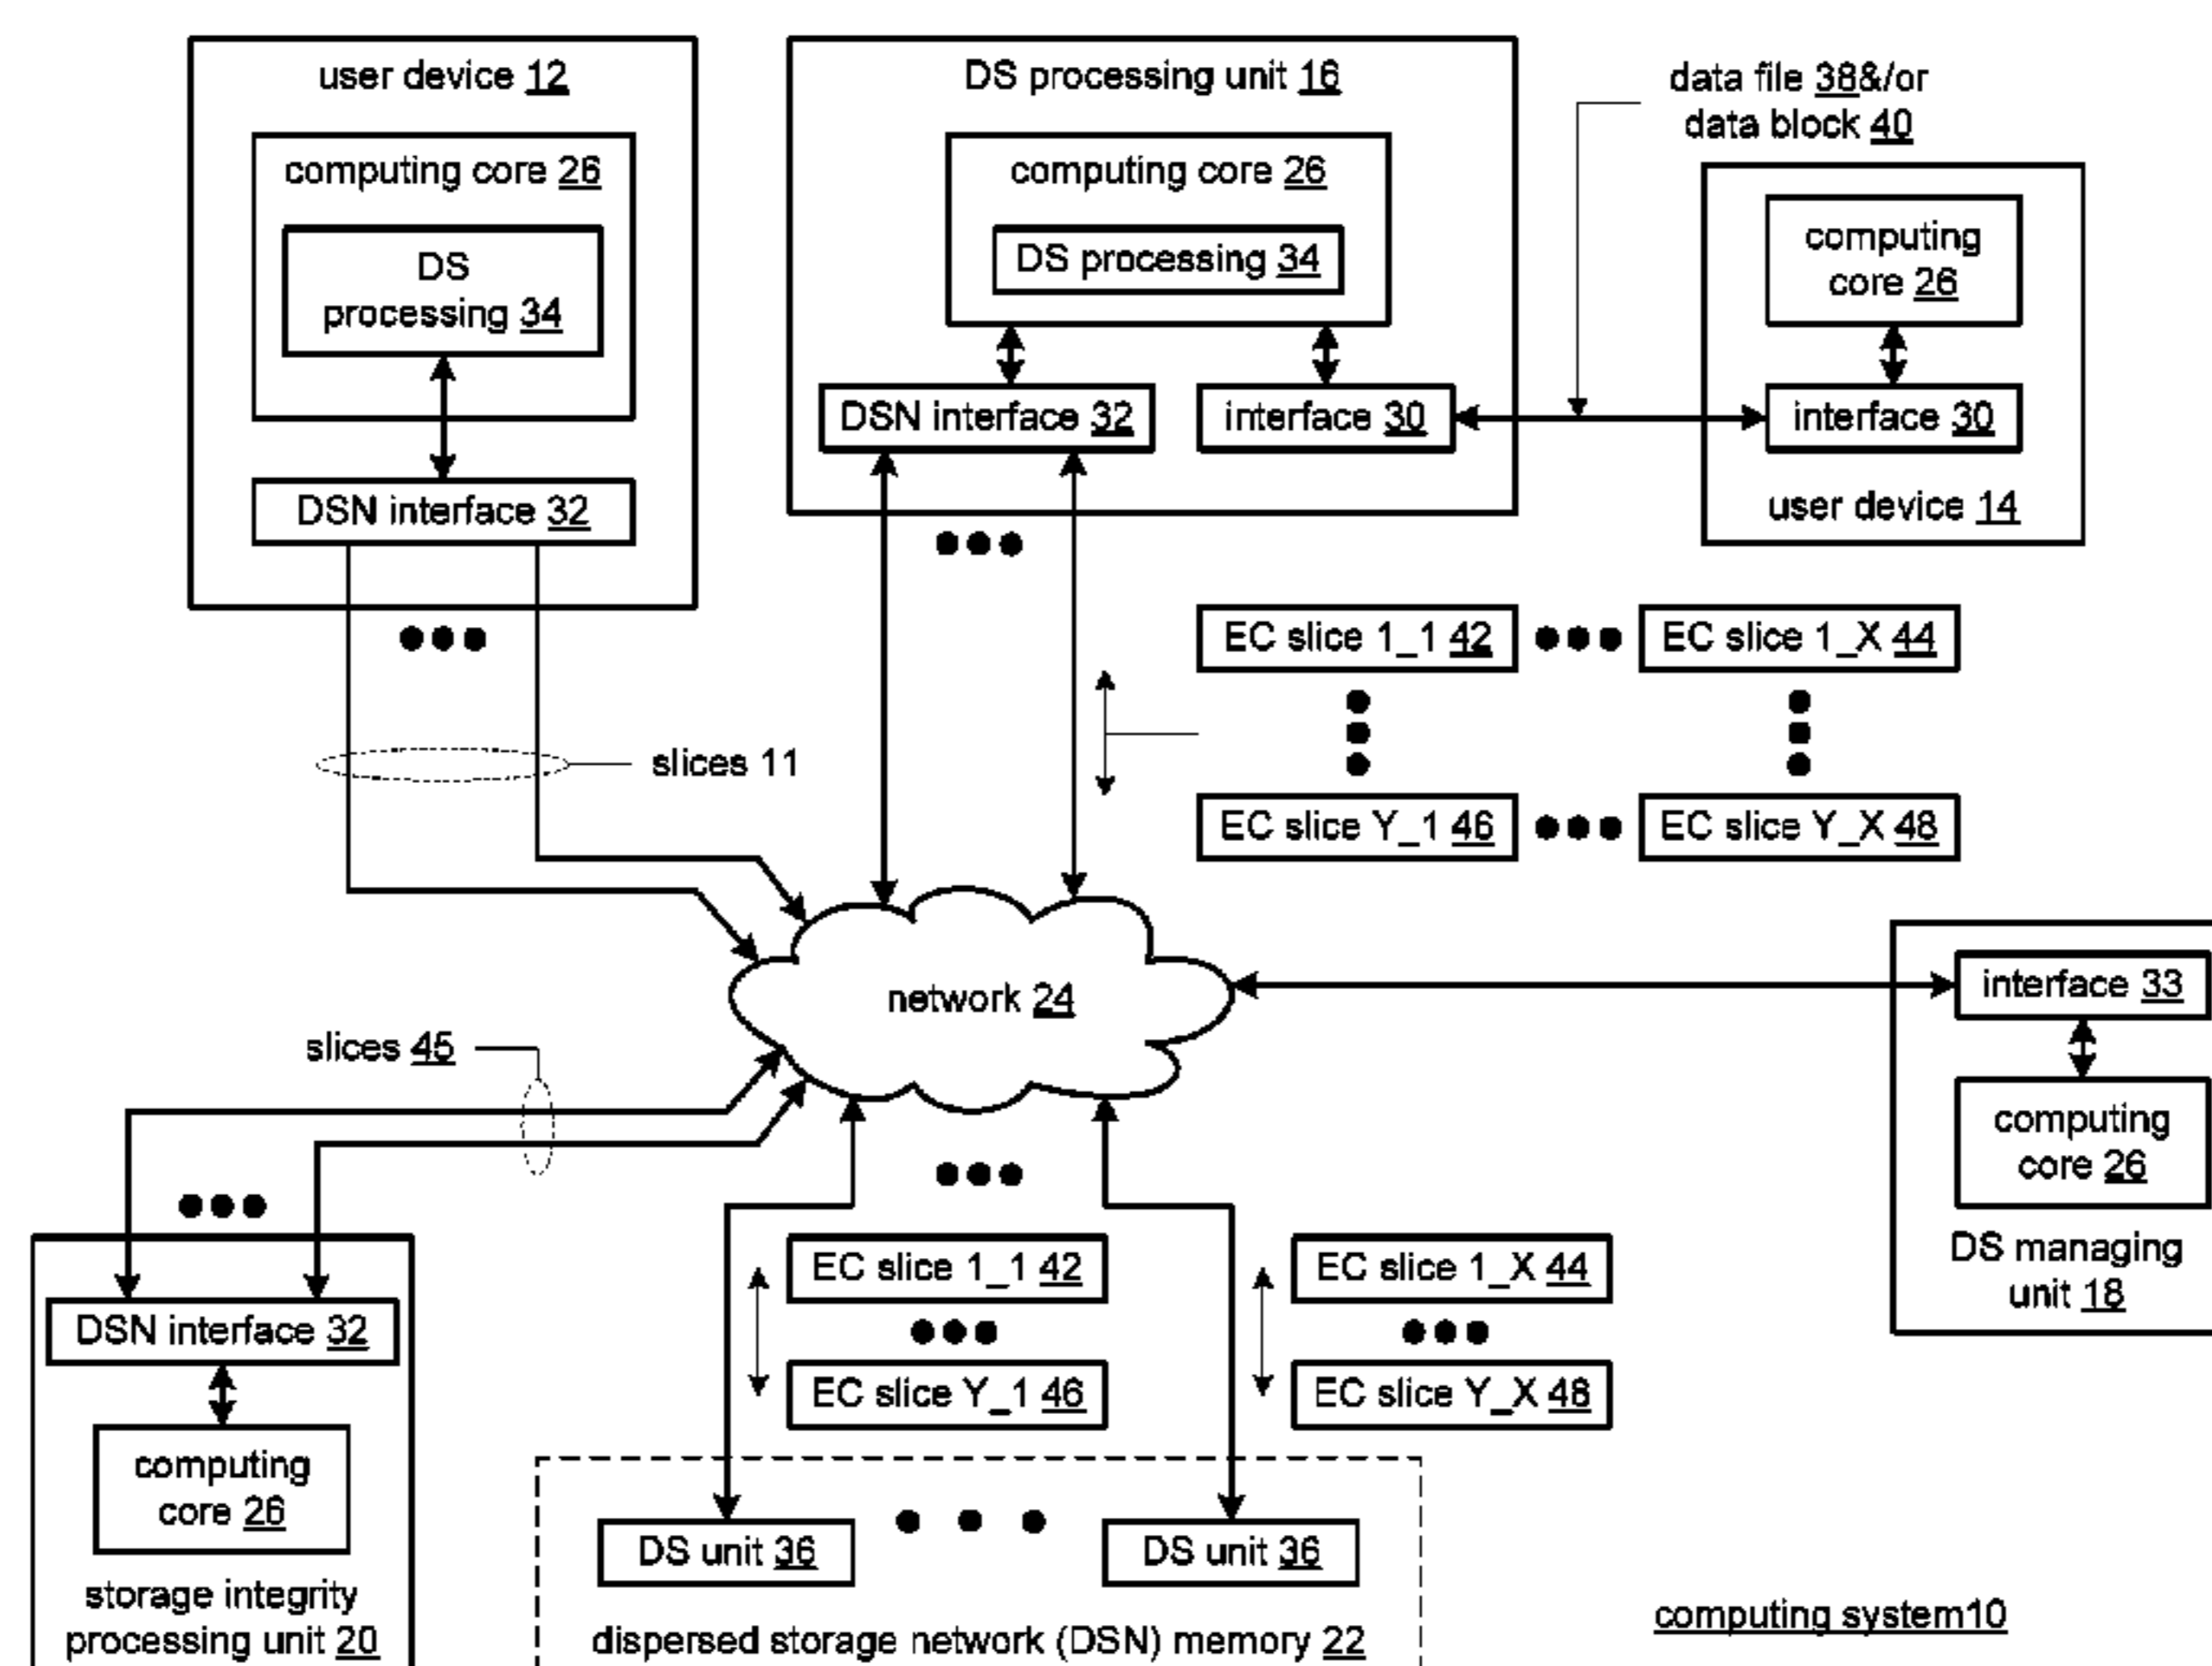 user device 12
computing core 26
DS
processing 34
DSN interface 32
DS processing unit 16
computing core 26
DS processing 34
DSN interface 32
interface 30
data file 38&/or
data block 40
computing
core 26
interface 30
user device 14
slices 11
EC slice 1_1 42
EC slice 1_X 44
EC slice Y_1 46
EC slice Y_X 48
network 24
interface 33
computing
core 26
DS managing
unit 18
slices 45
DSN interface 32
computing
core 26
storage integrity
processing unit 20
EC slice 1_1 42
EC slice Y_1 46
EC slice 1_X 44
EC slice Y_X 48
DS unit 36
DS unit 36
dispersed storage network (DSN) memory 22
computing system10